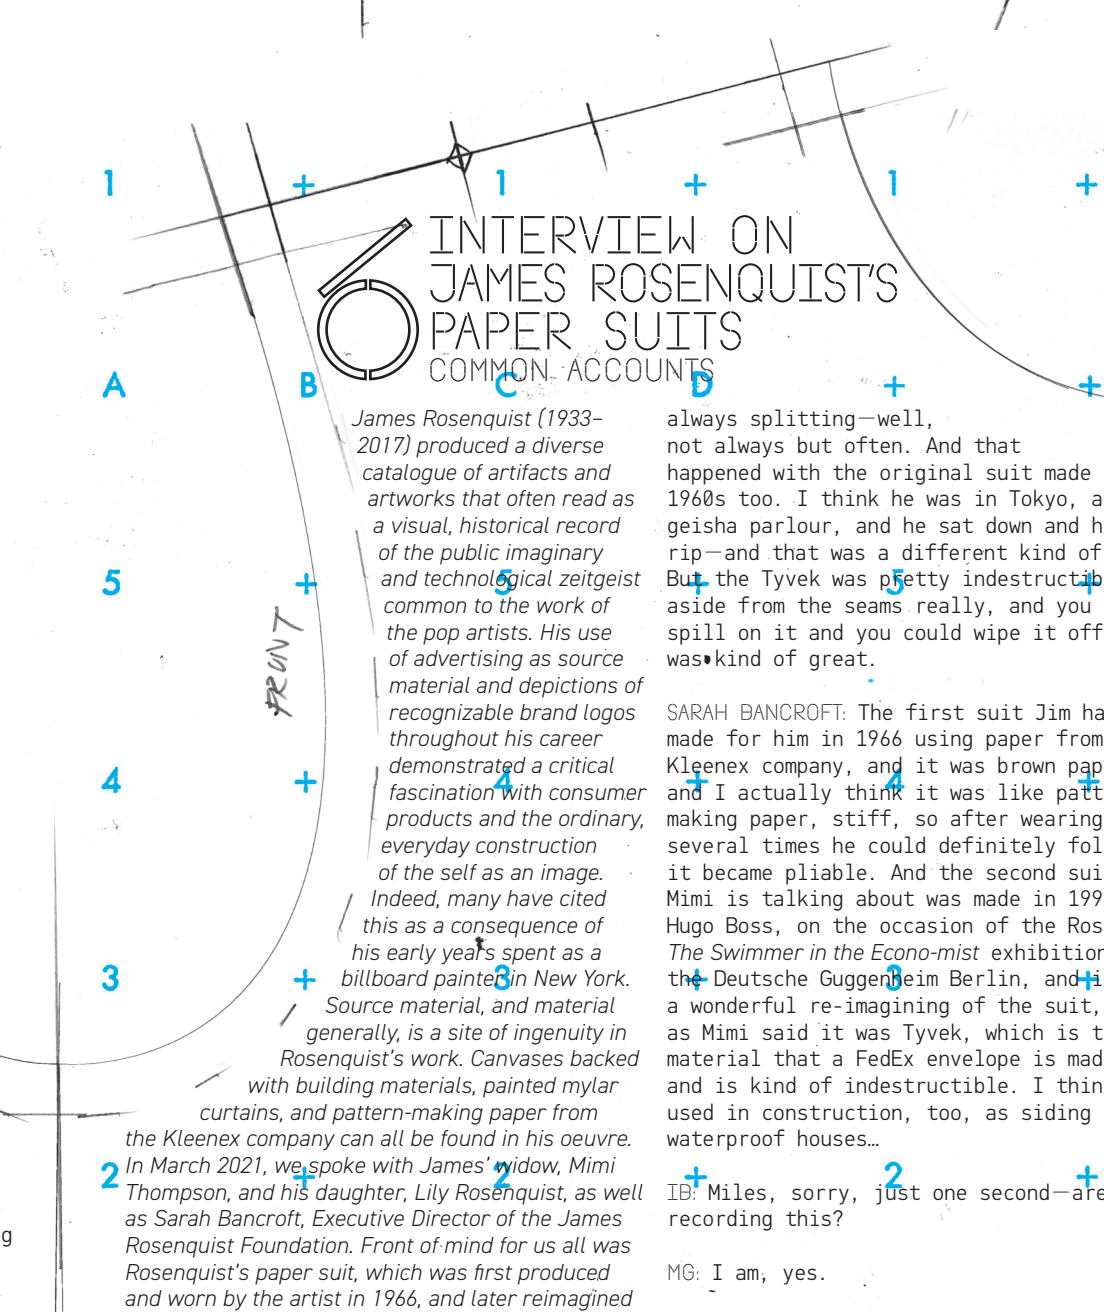 1 + 1 + 1 +
6
INTERVIEW ON
JAMES ROSENQUIST'S
PAPER SUITS
COMMON ACCOUNTS
A B C D + +
James Rosenquist (1933–
2017) produced a diverse
catalogue of artifacts and
artworks that often read as
a visual, historical record
of the public imaginary
and technological zeitgeist
common to the work of
the pop artists. His use
of advertising as source
material and depictions of
recognizable brand logos
throughout his career
demonstrated a critical
fascination with consumer
products and the ordinary,
everyday construction
of the self as an image.
Indeed, many have cited
this as a consequence of
his early years spent as a
billboard painter in New York.
Source material, and material
generally, is a site of ingenuity in
Rosenquist's work. Canvases backed
with building materials, painted mylar
curtains, and pattern-making paper from
the Kleenex company can all be found in his oeuvre.
In March 2021, we spoke with James' widow, Mimi
Thompson, and his daughter, Lily Rosenquist, as well
as Sarah Bancroft, Executive Director of the James
Rosenquist Foundation. Front of mind for us all was
Rosenquist's paper suit, which was first produced
and worn by the artist in 1966, and later reimagined
always splitting—well,
not always but often. And that
happened with the original suit made
1960s too. I think he was in Tokyo, a
geisha parlour, and he sat down and h
rip—and that was a different kind of
But the Tyvek was pretty indestructib
aside from the seams really, and you
spill on it and you could wipe it off
was kind of great.
SARAH BANCROFT: The first suit Jim ha
made for him in 1966 using paper from
Kleenex company, and it was brown pap
and I actually think it was like patt
making paper, stiff, so after wearing
several times he could definitely fol
it became pliable. And the second sui
Mimi is talking about was made in 199
Hugo Boss, on the occasion of the Ros
The Swimmer in the Econo-mist exhibition
the Deutsche Guggenheim Berlin, and i
a wonderful re-imagining of the suit,
as Mimi said it was Tyvek, which is t
material that a FedEx envelope is mad
and is kind of indestructible. I thin
used in construction, too, as siding
waterproof houses…
IB: Miles, sorry, just one second—are
recording this?
MG: I am, yes.
FRONT
5 + 5 + 5 +
4 + 4 + 4 +
3 + 3 + 3 +
2 + 2 + 2 +
g